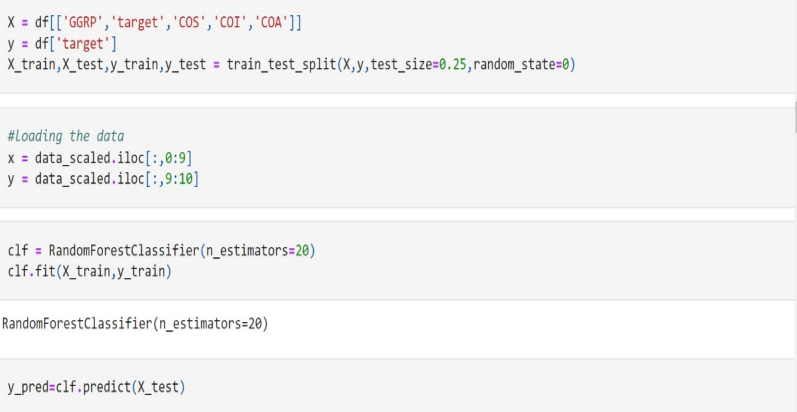 X = df[['GGRP','target','COS','COI','COA']]
y = df['target']
X_train,X_test,y_train,y_test = train_test_split(X,y,test_size=0.25,random_state=0)
#Loading the data
x = data_scaled.iloc[:,0:9]
y = data_scaled.iloc[:,9:10]
clf = RandomForestClassifier(n_estimators=20)
clf.fit(X_train,y_train)
RandomForestClassifier(n_estimators=20)
y_pred=clf.predict(X_test)